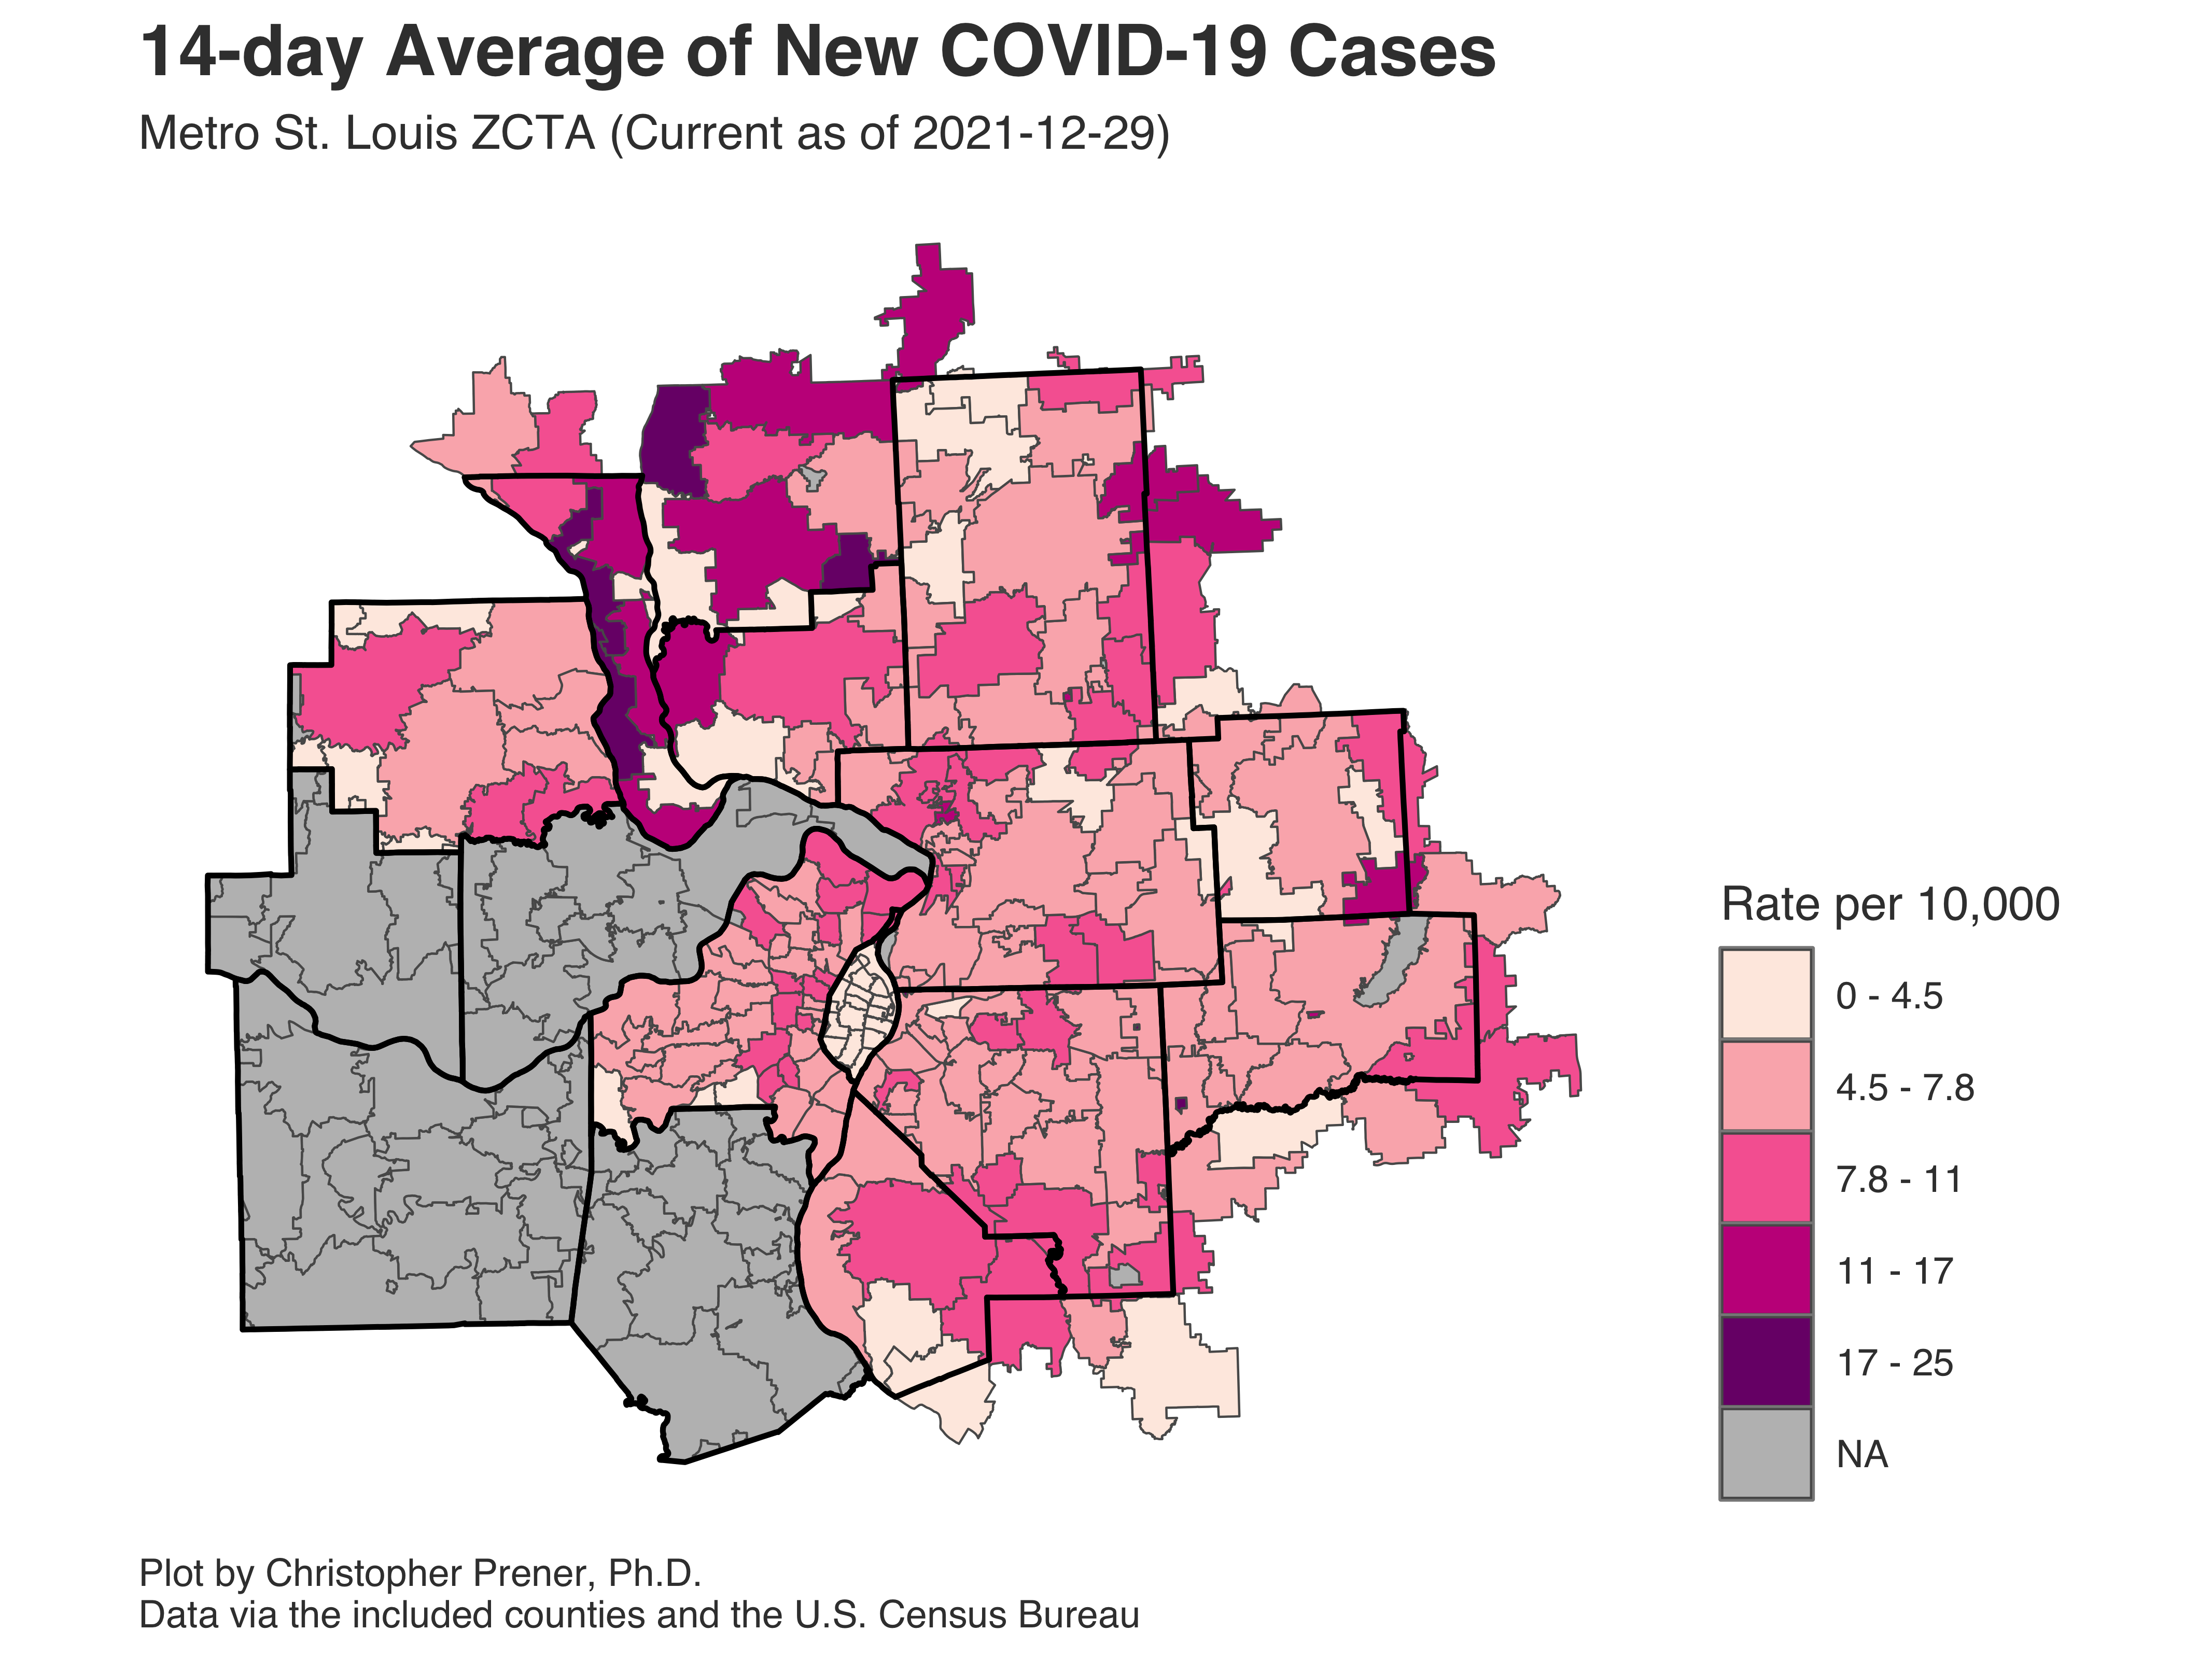 14-day Average of New COVID-19 Cases
Metro St. Louis ZCTA (Current as of 2021-12-29)
Rate per 10,000
0 - 4.5
4.5 - 7.8
7.8 - 11
11 - 17
17 - 25
NA
Plot by Christopher Prener, Ph.D.
Data via the included counties and the U.S. Census Bureau